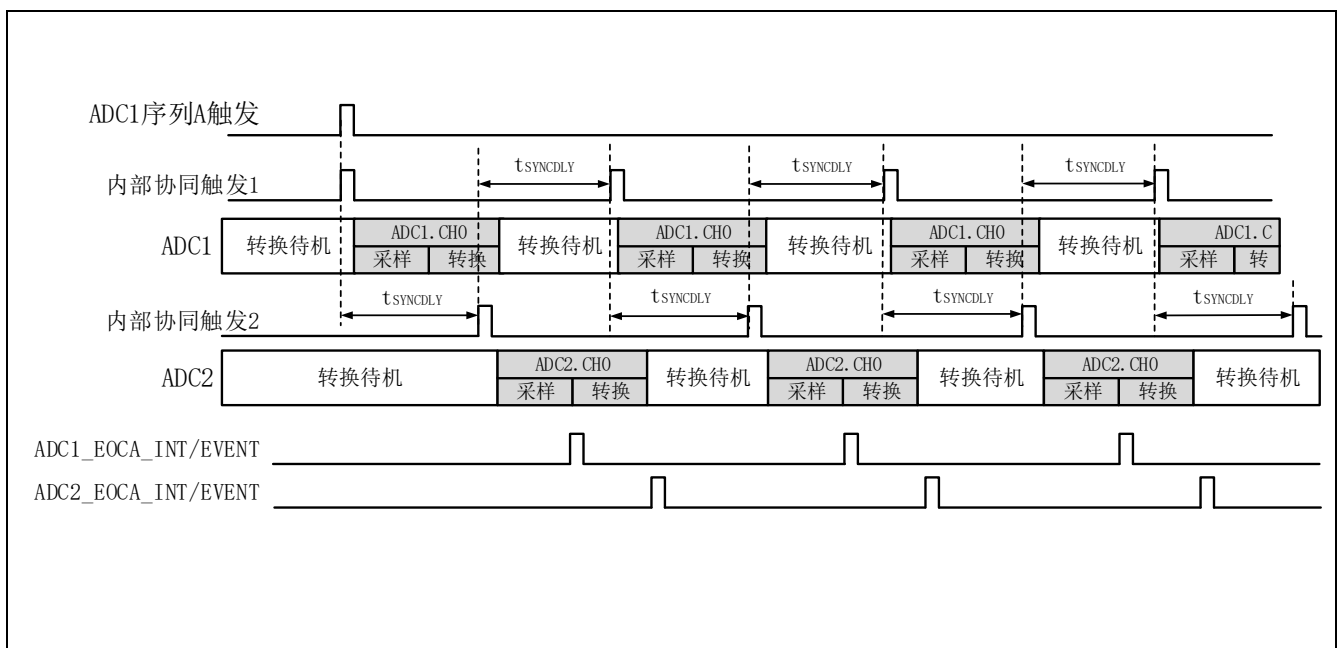 ADC1序列A触发
内部协同触发1
tSYNCDLY
tSYNCDLY
tSYNCDLY
ADC1
转换待机
ADC1.CH0
采样
转换
转换待机
ADC1.CH0
采样
转换
转换待机
ADC1.CH0
采样
转换
转换待机
ADC1.C
采样
转
内部协同触发2
tSYNCDLY
tSYNCDLY
tSYNCDLY
tSYNCDLY
ADC2
转换待机
ADC2.CH0
采样
转换
转换待机
ADC2.CH0
采样
转换
转换待机
ADC2.CH0
采样
转换
转换待机
ADC1_EOCA_INT/EVENT
ADC2_EOCA_INT/EVENT